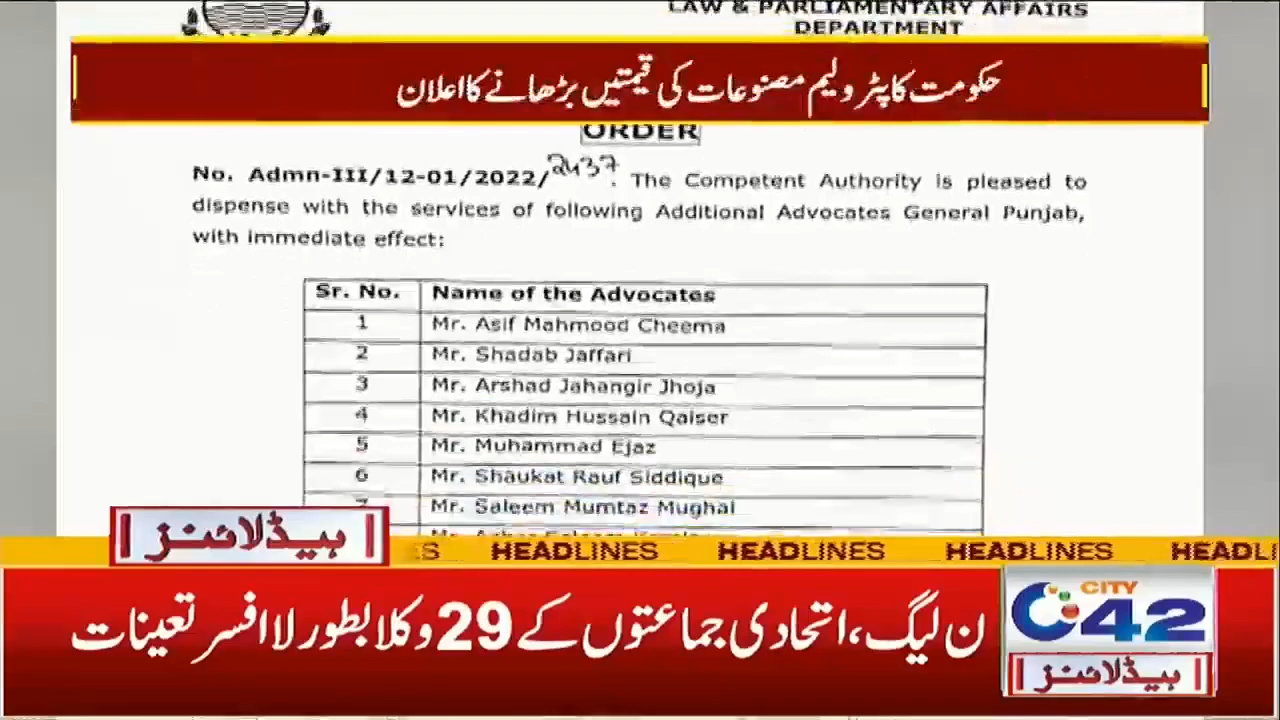 LAW & PARLIAMENTARY AFFAIRS
DEPARTMENT
حکومت کا پٹرولیم مصنوعات کی قیمتیں بڑھانے کا اعلان
ORDER
No. Admn-III/12-01/2022/2437. The Competent Authority is pleased to
dispense with the services of following Additional Advocates General Punjab,
with immediate effect:
Sr. No. Name of the Advocates
1 Mr. Asif Mahmood Cheema
2 Mr. Shadab Jaffari
3 Mr. Arshad Jahangir Jhoja
4 Mr. Khadim Hussain Qaiser
5 Mr. Muhammad Ejaz
6 Mr. Shaukat Rauf Siddique
7 Mr. Saleem Mumtaz Mughal
ہیڈلائنز
ES HEADLINES HEADLINES HEADLINES HEADL
ن لیگ، اتحادی جماعتوں کے 29 وکلا بطور لا افسر تعینات
CITY
42
ہیڈلائنز